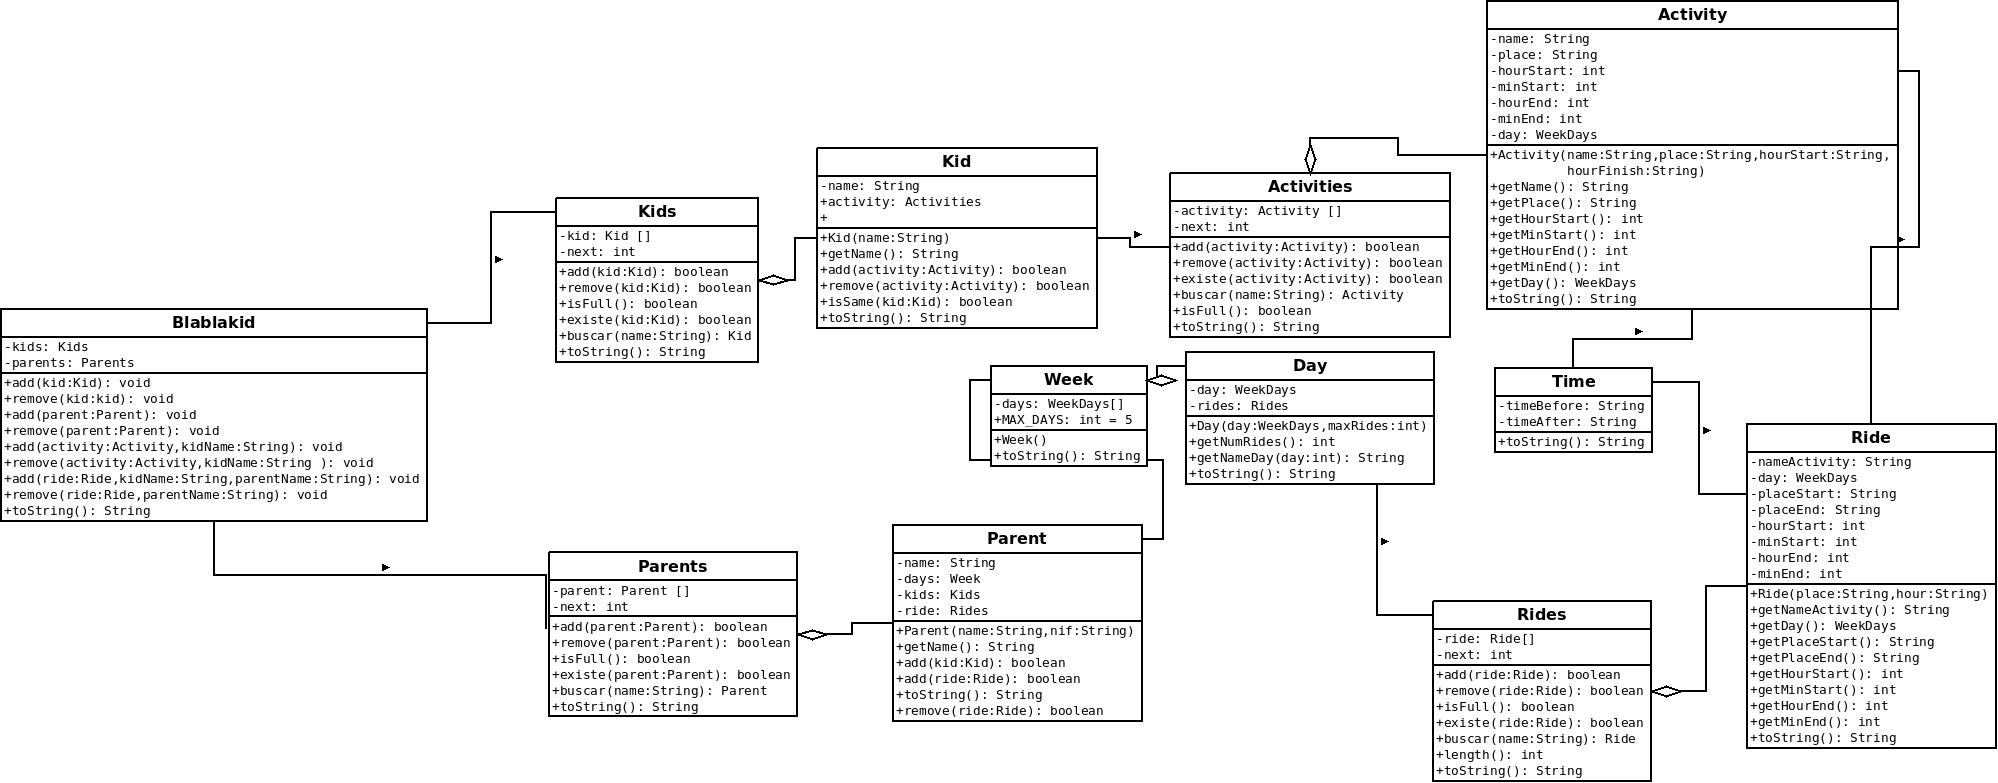 Activity
-name: String
-place: String
-hourStart: int
-minStart: int
-hourEnd: int
-minEnd: int
-day: WeekDays
+Activity(name:String,place:String,hourStart:String,
hourFinish:String)
+getName(): String
+getPlace(): String
+getHourStart(): int
+getMinStart(): int
+getHourEnd(): int
+getMinEnd(): int
+getDay(): WeekDays
+toString(): String
Kid
-name: String
+activity: Activities
+
+Kid(name:String)
+getName(): String
+add(activity:Activity): boolean
+remove(activity:Activity): boolean
+isSame(kid:Kid): boolean
+toString(): String
Activities
-activity: Activity []
-next: int
+add(activity:Activity): boolean
+remove(activity:Activity): boolean
+existe(activity:Activity): boolean
+buscar(name:String): Activity
+isFull(): boolean
+toString(): String
Kids
-kid: Kid []
-next: int
+add(kid:Kid): boolean
+remove(kid:Kid): boolean
+isFull(): boolean
+existe(kid:Kid): boolean
+buscar(name:String): Kid
+toString(): String
Blablakid
-kids: Kids
-parents: Parents
+add(kid:Kid): void
+remove(kid:kid): void
+add(parent:Parent): void
+remove(parent:Parent): void
+add(activity:Activity,kidName:String): void
+remove(activity:Activity,kidName:String ): void
+add(ride:Ride,kidName:String,parentName:String): void
+remove(ride:Ride,parentName:String): void
+toString(): String
Week
-days: WeekDays[]
+MAX_DAYS: int = 5
+Week()
+toString(): String
Day
-day: WeekDays
-rides: Rides
+Day(day:WeekDays,maxRides:int)
+getNumRides(): int
+getNameDay(day:int): String
+toString(): String
Time
-timeBefore: String
-timeAfter: String
+toString(): String
Ride
-nameActivity: String
-day: WeekDays
-placeStart: String
-placeEnd: String
-hourStart: int
-minStart: int
-hourEnd: int
-minEnd: int
+Ride(place:String,hour:String)
+getNameActivity(): String
+getDay(): WeekDays
+getPlaceStart(): String
+getPlaceEnd(): String
+getHourStart(): int
+getMinStart(): int
+getHourEnd(): int
+getMinEnd(): int
+toString(): String
Parents
-parent: Parent []
-next: int
+add(parent:Parent): boolean
+remove(parent:Parent): boolean
+isFull(): boolean
+existe(parent:Parent): boolean
+buscar(name:String): Parent
+toString(): String
Parent
-name: String
-days: Week
-kids: Kids
-ride: Rides
+Parent(name:String,nif:String)
+getName(): String
+add(kid:Kid): boolean
+add(ride:Ride): boolean
+toString(): String
+remove(ride:Ride): boolean
Rides
-ride: Ride[]
-next: int
+add(ride:Ride): boolean
+remove(ride:Ride): boolean
+isFull(): boolean
+existe(ride:Ride): boolean
+buscar(name:String): Ride
+length(): int
+toString(): String